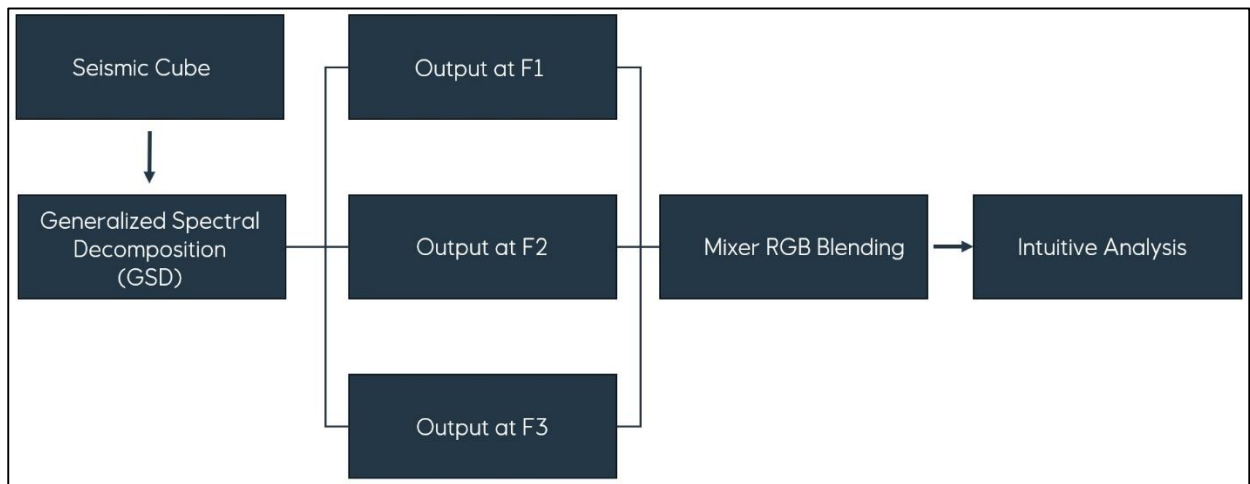 Seismic Cube
Generalized Spectral
Decomposition
(GSD)
Output at F1
Output at F2
Output at F3
Mixer RGB Blending
Intuitive Analysis